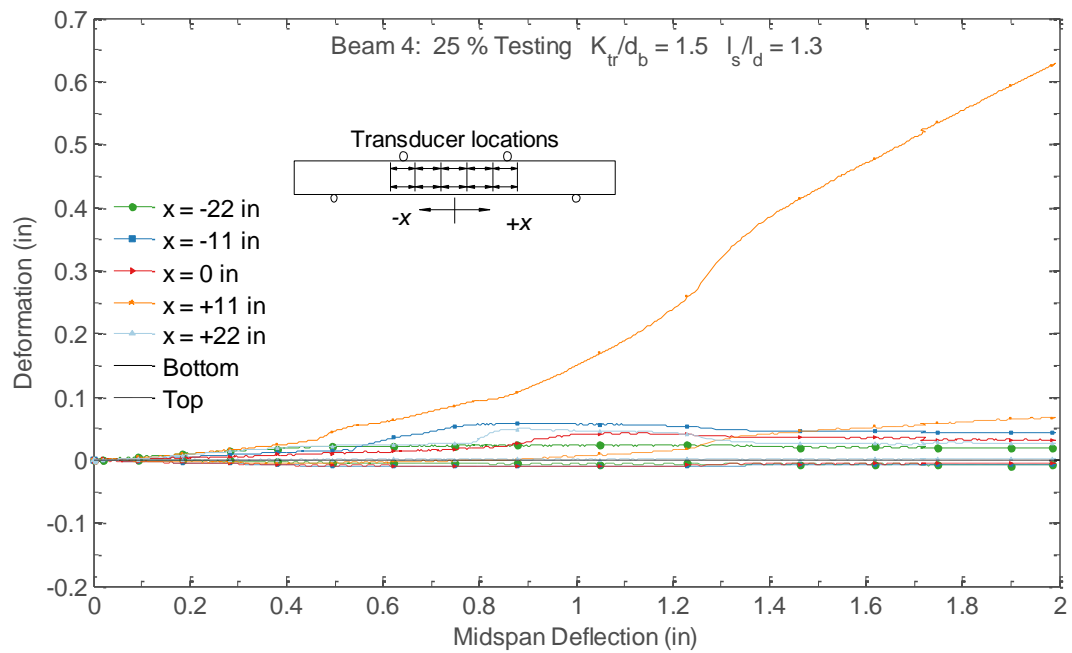 Beam 4: 25 % Testing K_tr/d_b = 1.5 l_s/l_d = 1.3
Transducer locations
-x +x
x = -22 in
x = -11 in
x = 0 in
x = +11 in
x = +22 in
Bottom
Top
Deformation (in)
0.7
0.6
0.5
0.4
0.3
0.2
0.1
0
-0.1
-0.2
0 0.2 0.4 0.6 0.8 1 1.2 1.4 1.6 1.8 2
Midspan Deflection (in)